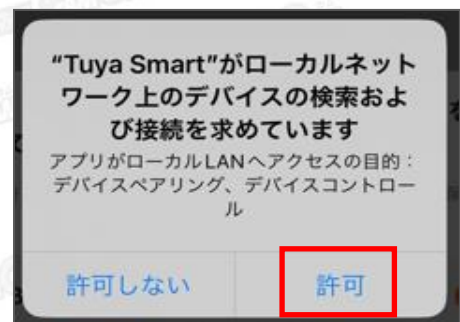 “Tuya Smart”がローカルネット
ワーク上のデバイスの検索およ
び接続を求めています
アプリがローカルLANへアクセスの目的：
デバイスペアリング、デバイスコントロー
ル
許可しない
許可